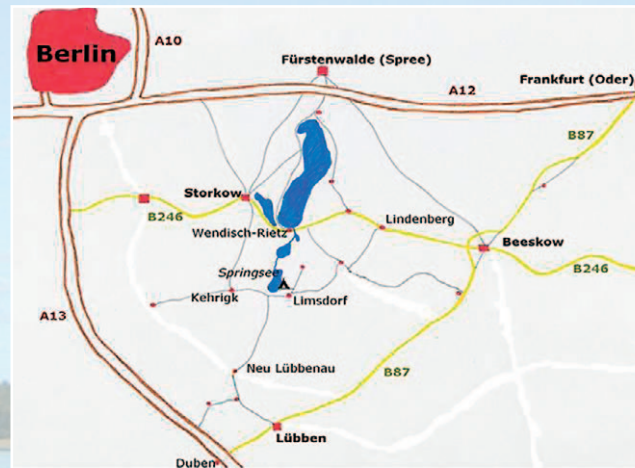 A10
Berlin
Fürstenwalde (Spree)
Frankfurt (Oder)
A12
B87
Storkow
B246
Wendisch-Rietz
Lindenberg
Beeskow
Springsee
B246
Kehrigk
Limsdorf
A13
Neu Lübbenau
B87
Lübben
Duben